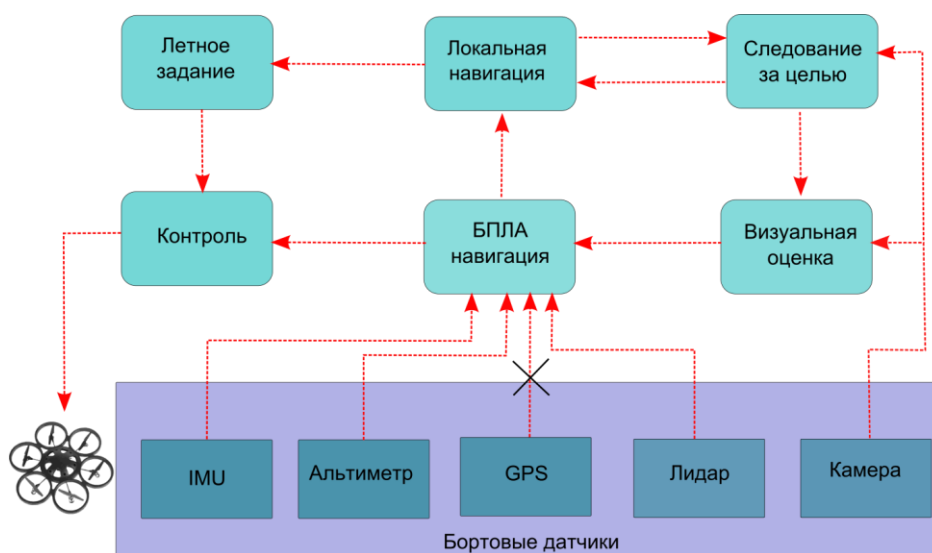 Летное
задание
Локальная
навигация
Следование
за целью
Контроль
БПЛА
навигация
Визуальная
оценка
IMU
Альтиметр
GPS
Лидар
Камера
Бортовые датчики